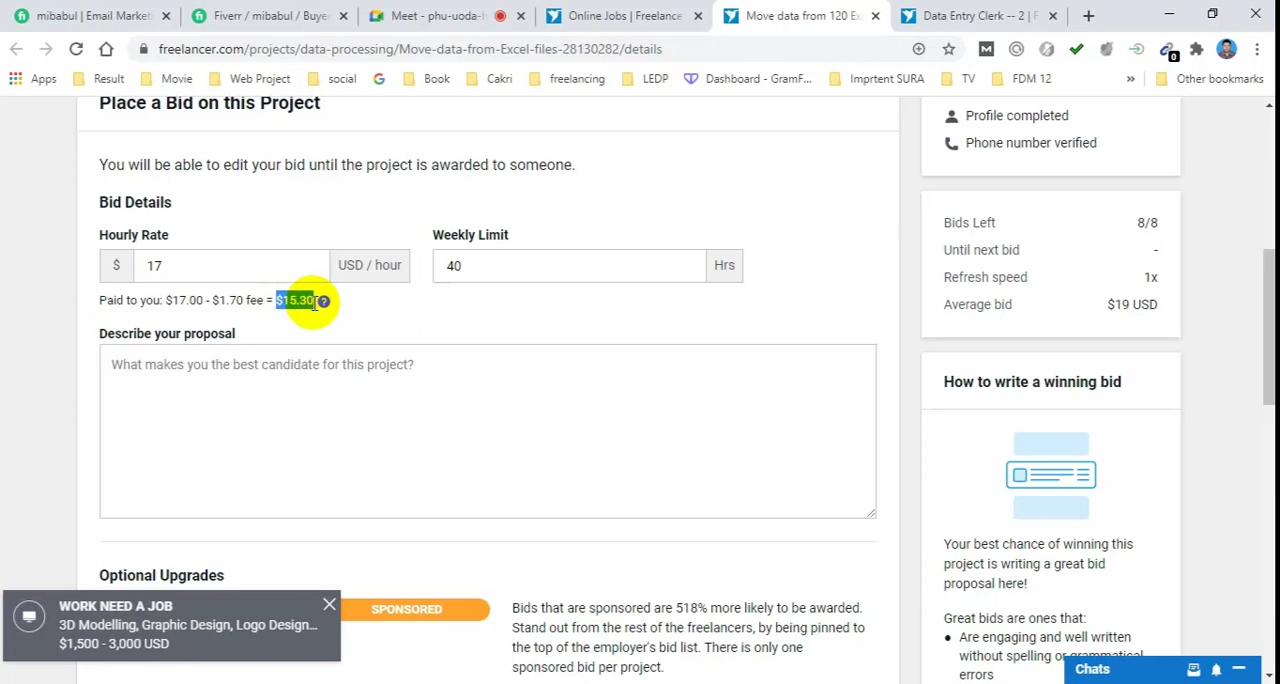 mibabul | Email Market
Fiverr / mibabul / Buye
Meet - phu-uoda-
Online Jobs | Freelance
Move data from 120 Ex
Data Entry Clerk -- 2 | F
freelancer.com/projects/data-processing/Move-data-from-Excel-files-28130282/details
Apps
Result
Movie
Web Project
social
Book
Cakri
freelancing
LEDP
Dashboard - GramF...
Imprtent SURA
TV
FDM 12
»
Other bookmarks
Place a Bid on this Project
You will be able to edit your bid until the project is awarded to someone.
Bid Details
Hourly Rate
Weekly Limit
$ 17 USD / hour
40 Hrs
Paid to you: $17.00 - $1.70 fee = $15.30 ?
Describe your proposal
What makes you the best candidate for this project?
Optional Upgrades
SPONSORED
Bids that are sponsored are 518% more likely to be awarded.
Stand out from the rest of the freelancers, by being pinned to
the top of the employer's bid list. There is only one
sponsored bid per project.
WORK NEED A JOB
3D Modelling, Graphic Design, Logo Design...
$1,500 - 3,000 USD
Profile completed
Phone number verified
Bids Left 8/8
Until next bid -
Refresh speed 1x
Average bid $19 USD
How to write a winning bid
Your best chance of winning this
project is writing a great bid
proposal here!
Great bids are ones that:
Are engaging and well written
without spelling or grammatical
errors
Chats